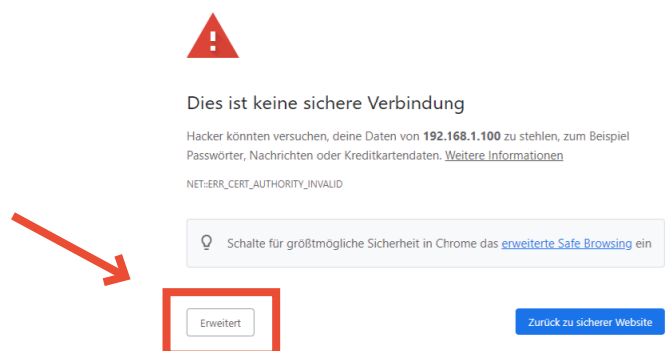 Dies ist keine sichere Verbindung
Hacker könnten versuchen, deine Daten von 192.168.1.100 zu stehlen, zum Beispiel
Passwörter, Nachrichten oder Kreditkartendaten. Weitere Informationen
NET::ERR_CERT_AUTHORITY_INVALID
Schalte für größtmögliche Sicherheit in Chrome das erweiterte Safe Browsing ein
Erweitert
Zurück zu sicherer Website